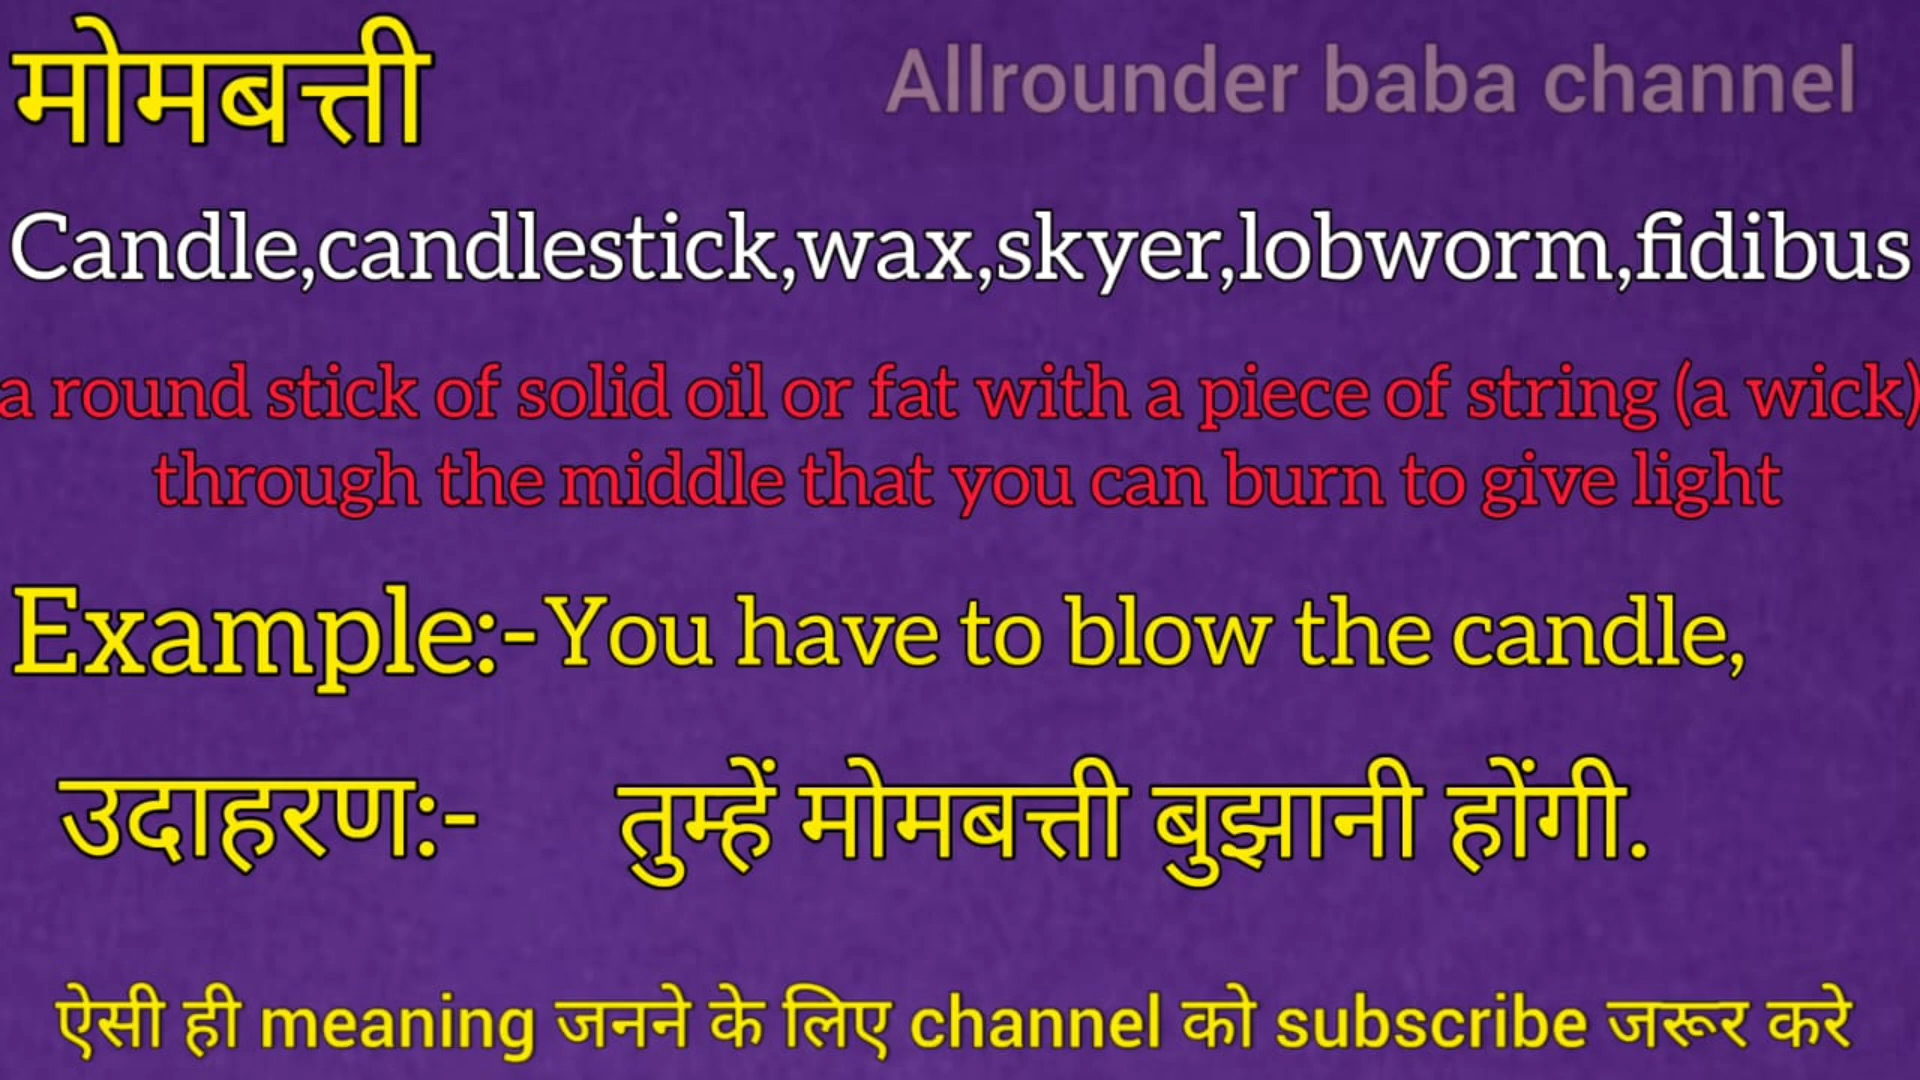 मोमबत्ती
Allrounder baba channel
Candle,candlestick,wax,skyer,lobworm,fidibus
a round stick of solid oil or fat with a piece of string (a wick)
through the middle that you can burn to give light
Example:-You have to blow the candle,
उदाहरण:- तुम्हें मोमबत्ती बुझानी होंगी.
ऐसी ही meaning जनने के लिए channel को subscribe जरूर करे